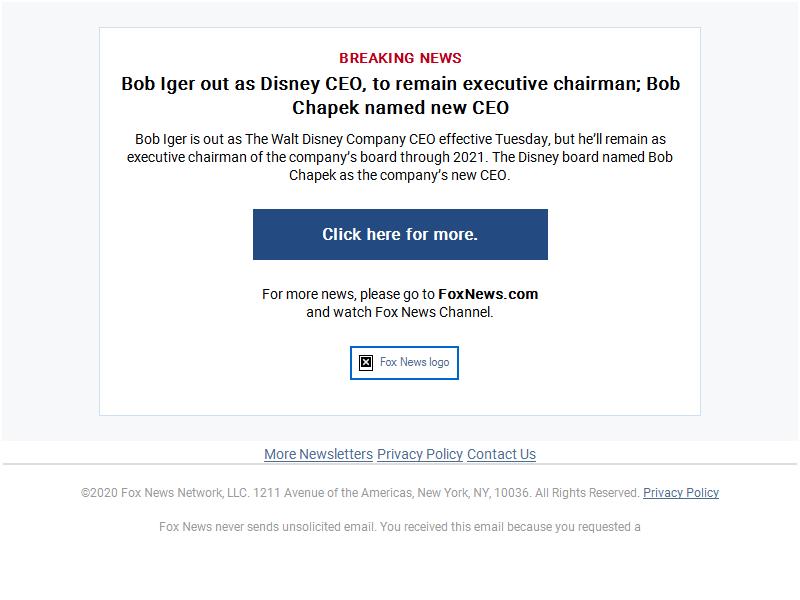 BREAKING NEWS
Bob Iger out as Disney CEO, to remain executive chairman; Bob
Chapek named new CEO
Bob Iger is out as The Walt Disney Company CEO effective Tuesday, but he’ll remain as
executive chairman of the company’s board through 2021. The Disney board named Bob
Chapek as the company’s new CEO.
Click here for more.
For more news, please go to FoxNews.com
and watch Fox News Channel.
Fox News logo
More Newsletters Privacy Policy Contact Us
©2020 Fox News Network, LLC. 1211 Avenue of the Americas, New York, NY, 10036. All Rights Reserved. Privacy Policy
Fox News never sends unsolicited email. You received this email because you requested a